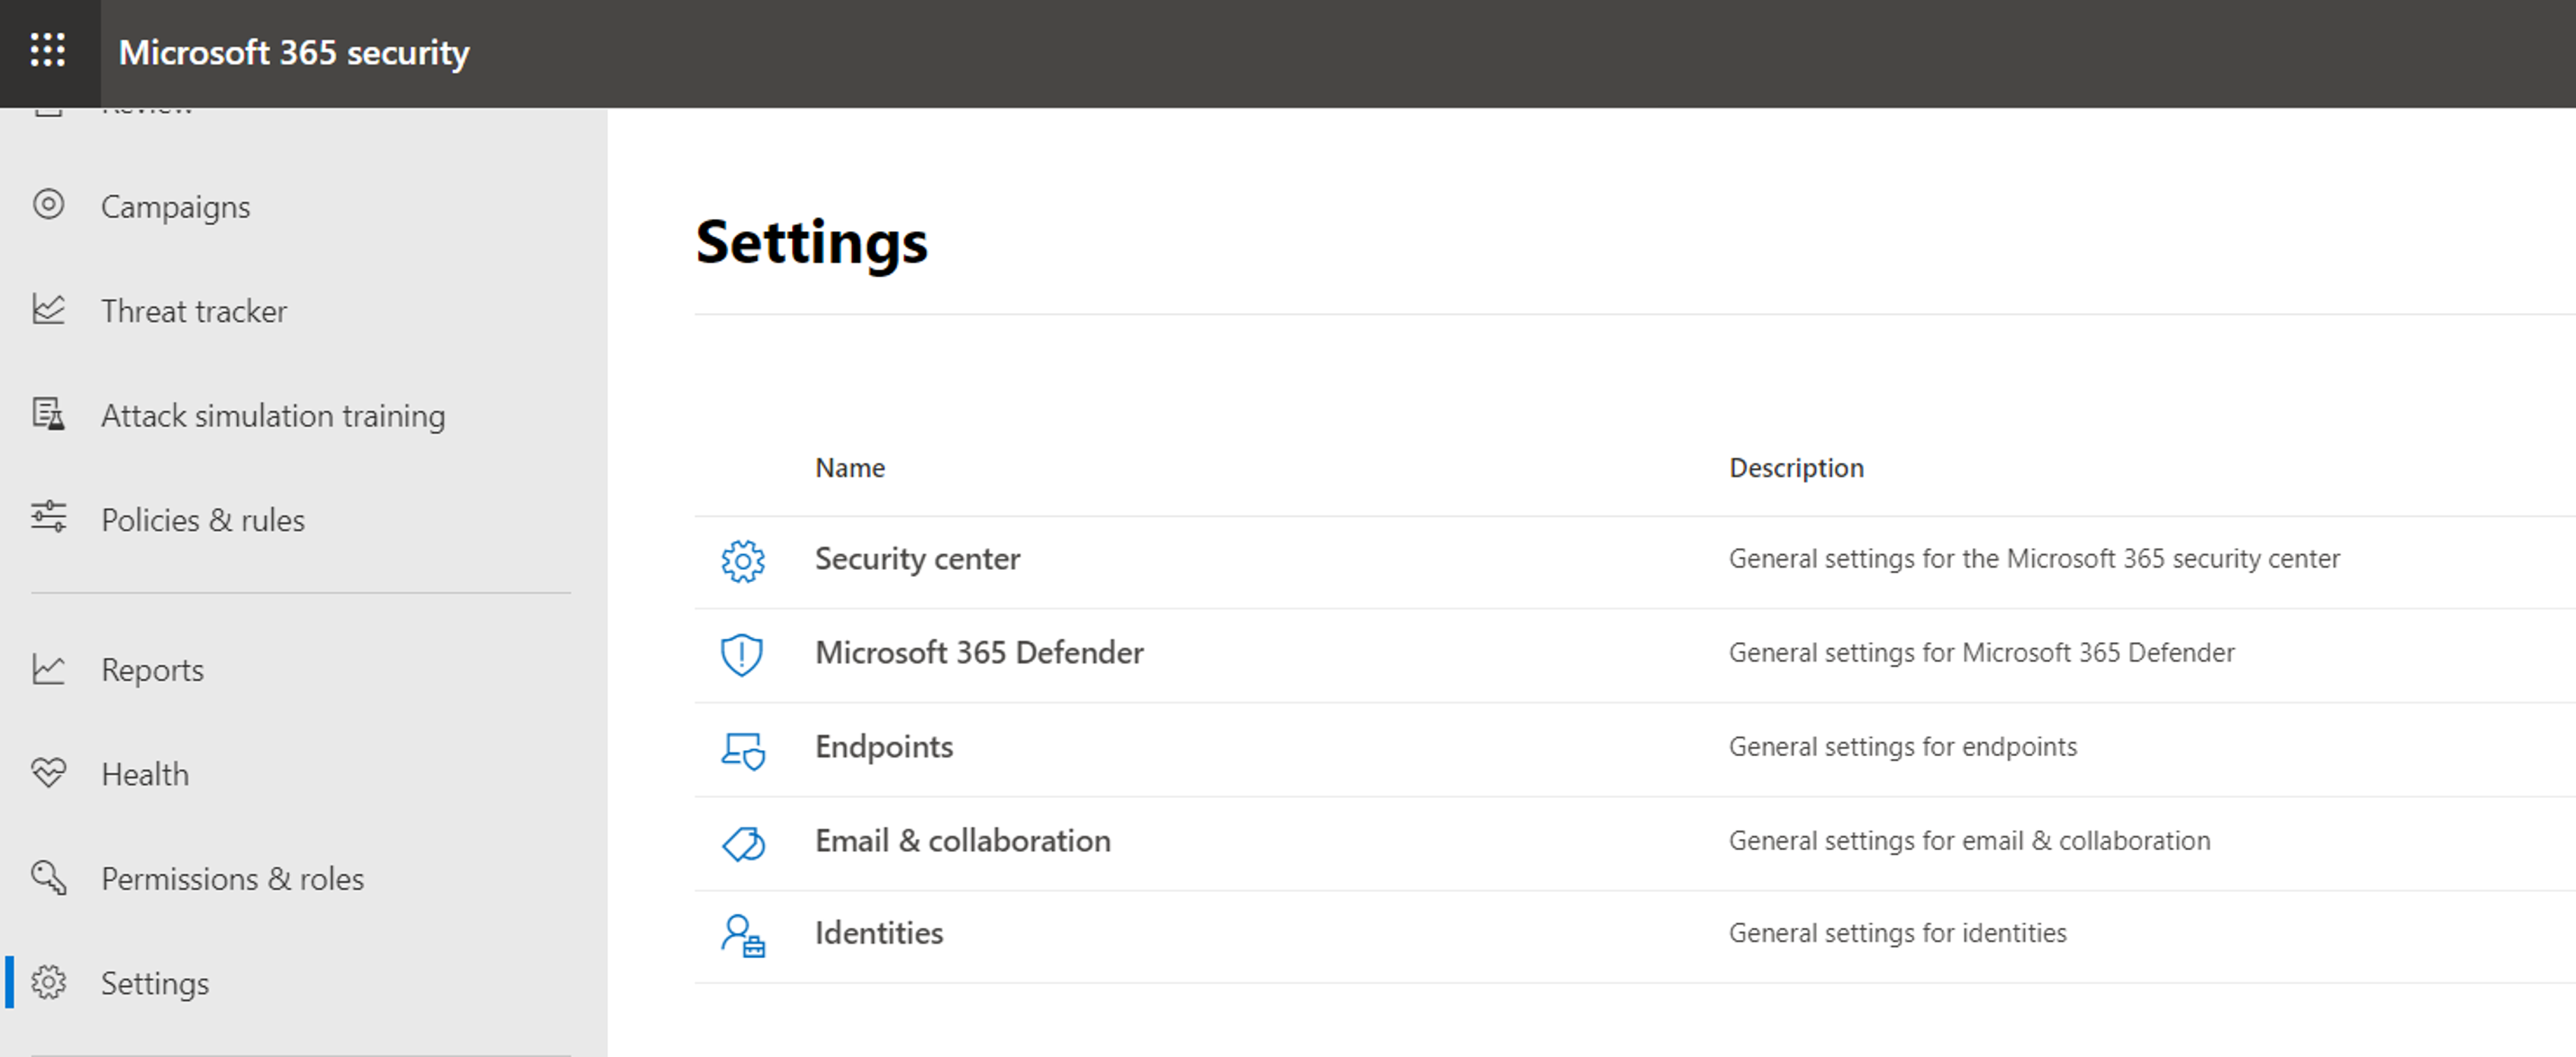 Microsoft 365 security
Review
Campaigns
Threat tracker
Attack simulation training
Policies & rules
Reports
Health
Permissions & roles
Settings
Settings
Name Description
Security center General settings for the Microsoft 365 security center
Microsoft 365 Defender General settings for Microsoft 365 Defender
Endpoints General settings for endpoints
Email & collaboration General settings for email & collaboration
Identities General settings for identities